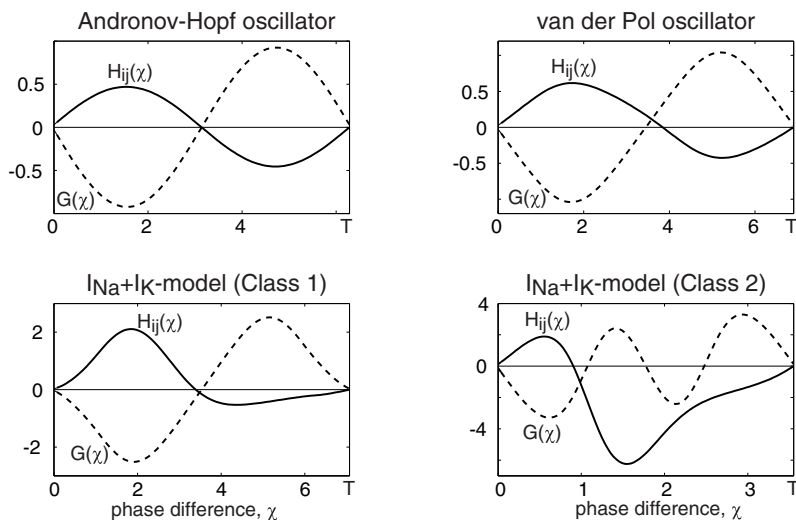 Andronov-Hopf oscillator
0.5
0
-0.5
Hij(χ)
G(χ)
2
4
T
van der Pol oscillator
0.5
0
-0.5
Hij(χ)
G(χ)
0
2
4
6
T
INa+IK-model (Class 1)
2
0
-2
Hij(χ)
G(χ)
0
2
4
6
T
phase difference, χ
INa+IK-model (Class 2)
4
0
-4
Hij(χ)
G(χ)
0
1
2
3
T
phase difference, χ